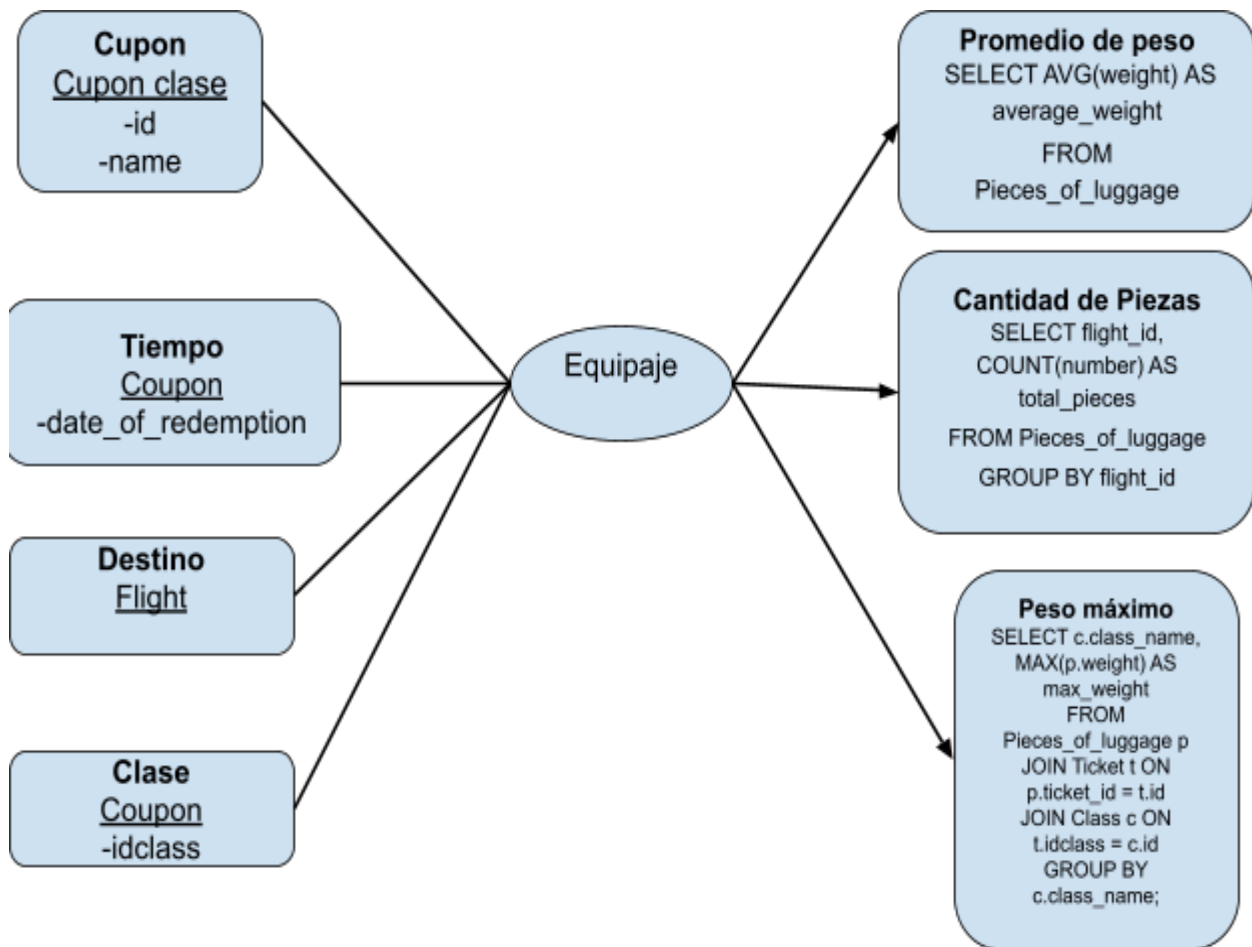 Cupon
Cupon clase
-id
-name
Tiempo
Coupon
-date_of_redemption
Destino
Flight
Clase
Coupon
-idclass
Equipaje
Promedio de peso
SELECT AVG(weight) AS
average_weight
FROM
Pieces_of_luggage
Cantidad de Piezas
SELECT flight_id,
COUNT(number) AS
total_pieces
FROM Pieces_of_luggage
GROUP BY flight_id
Peso máximo
SELECT c.class_name,
MAX(p.weight) AS
max_weight
FROM
Pieces_of_luggage p
JOIN Ticket t ON
p.ticket_id = t.id
JOIN Class c ON
t.idclass = c.id
GROUP BY
c.class_name;